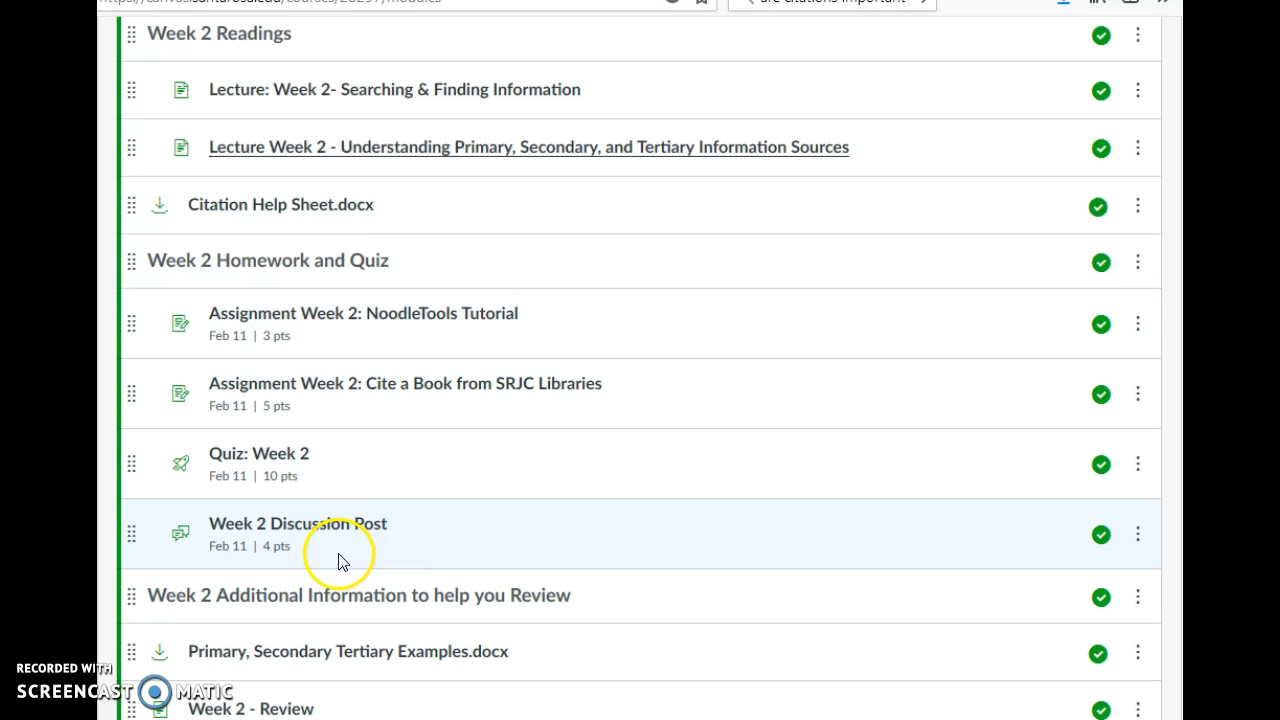 are citations important
Week 2 Readings
Lecture: Week 2- Searching & Finding Information
Lecture Week 2 - Understanding Primary, Secondary, and Tertiary Information Sources
Citation Help Sheet.docx
Week 2 Homework and Quiz
Assignment Week 2: NoodleTools Tutorial
Feb 11 | 3 pts
Assignment Week 2: Cite a Book from SRJC Libraries
Feb 11 | 5 pts
Quiz: Week 2
Feb 11 | 10 pts
Week 2 Discussion Post
Feb 11 | 4 pts
Week 2 Additional Information to help you Review
Primary, Secondary Tertiary Examples.docx
Week 2 - Review
RECORDED WITH
SCREENCAST MATIC